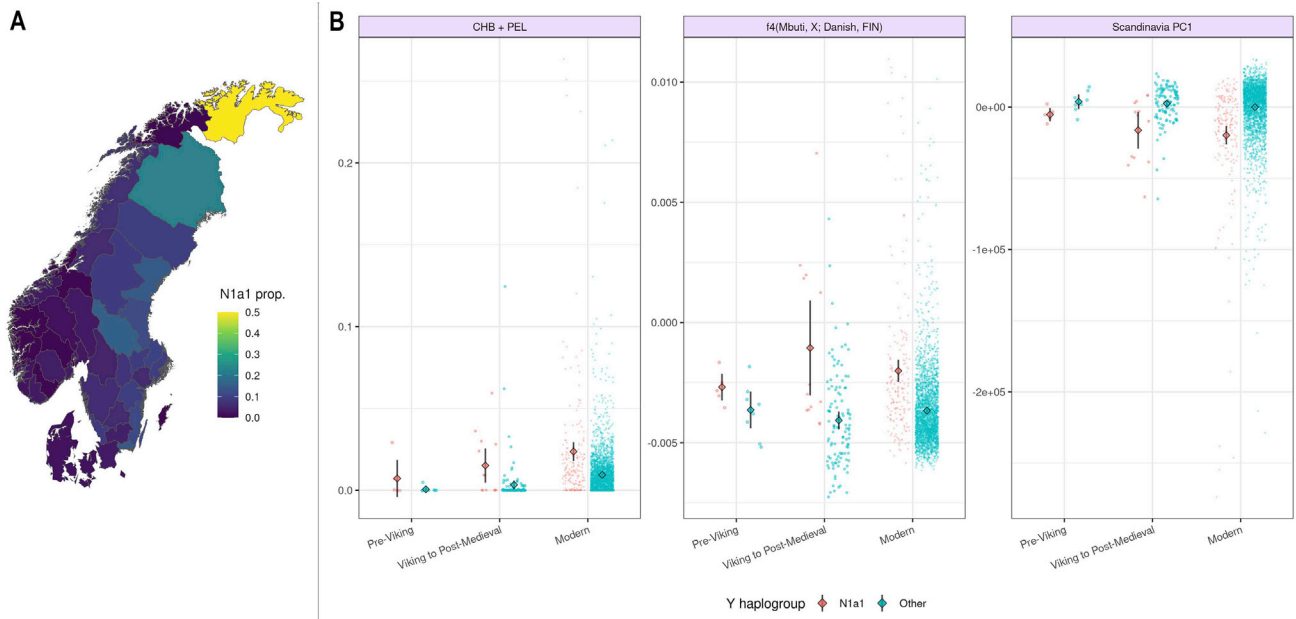 A
B
N1a1 prop.
0.5
0.4
0.3
0.2
0.1
0.0
CHB + PEL
0.2
0.1
0.0
Pre-Viking
Viking to Post-Medieval
Modern
f4(Mbuti, X; Danish, FIN)
0.010
0.005
0.000
-0.005
Pre-Viking
Viking to Post-Medieval
Modern
Scandinavia PC1
0e+00
-1e+05
-2e+05
Pre-Viking
Viking to Post-Medieval
Modern
Y haplogroup N1a1 Other